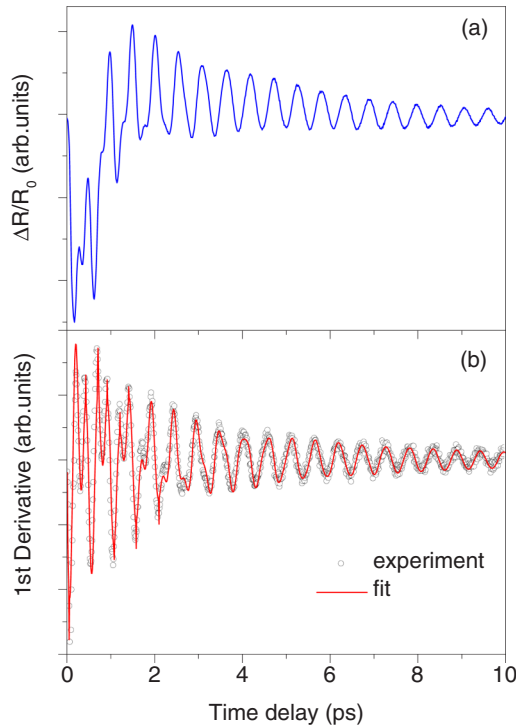 (a)
ΔR/R0 (arb.units)
(b)
1st Derivative (arb.units)
experiment
fit
0 2 4 6 8 10
Time delay (ps)